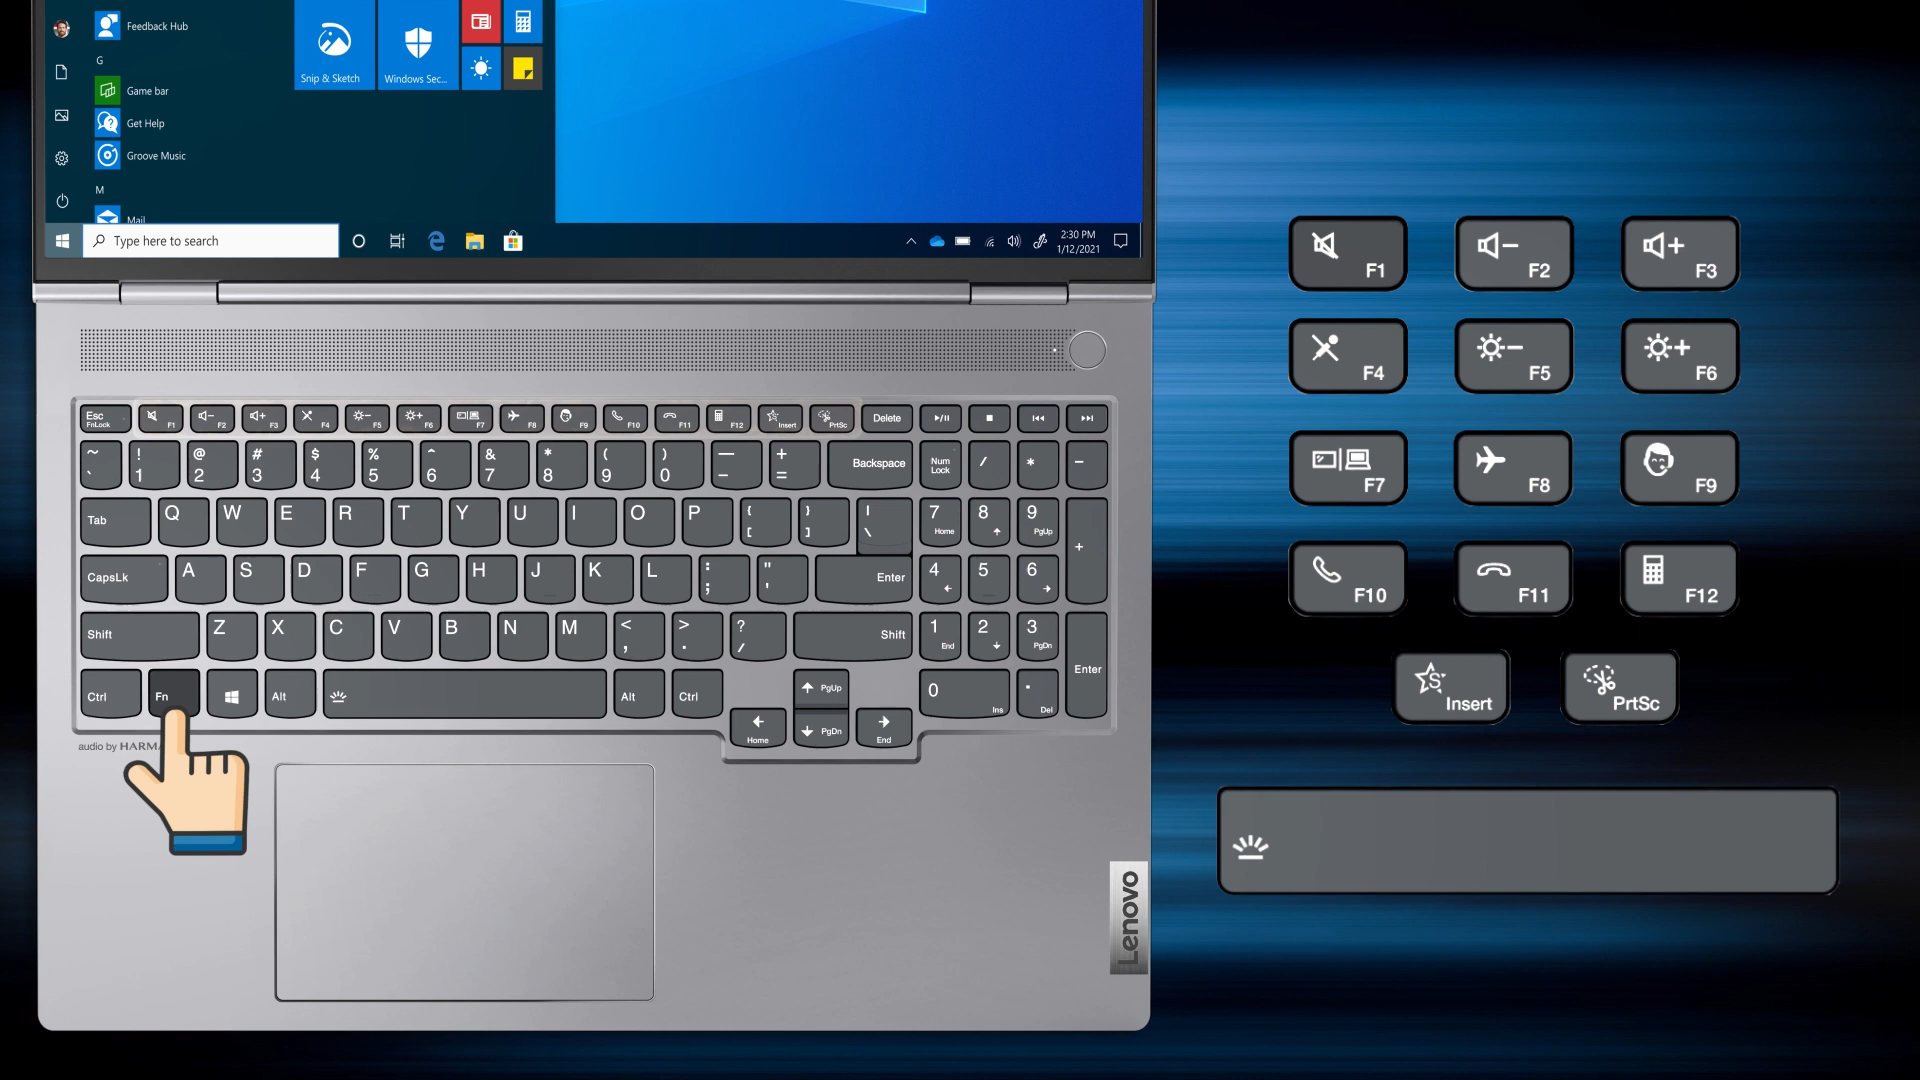 Feedback Hub
G
Game bar
Get Help
Groove Music
M
Mail
Snip & Sketch
Windows Sec...
Type here to search
2:30 PM
1/12/2021
Esc
FnLock
F1
F2
F3
F4
F5
F6
F7
F8
F9
F10
F11
F12
Insert
PrtSc
Delete
~ `
! 1
@ 2
# 3
$ 4
% 5
^ 6
& 7
* 8
( 9
) 0
— –
+ =
Backspace
Num Lock
/
*
–
Tab
Q W E R T Y U I O P
{ [
} ]
| \
7 Home
8
9 PgUp
+
CapsLk
A S D F G H J K L
: ;
" '
Enter
4
5
6
Shift
Z X C V B N M
< ,
> .
? /
Shift
1 End
2
3 PgDn
Enter
Ctrl
Fn
Alt
Alt
Ctrl
PgUp
Home
PgDn
End
0 Ins
. Del
audio by HARM
Lenovo
F1
F2
F3
F4
F5
F6
F7
F8
F9
F10
F11
F12
S
Insert
PrtSc